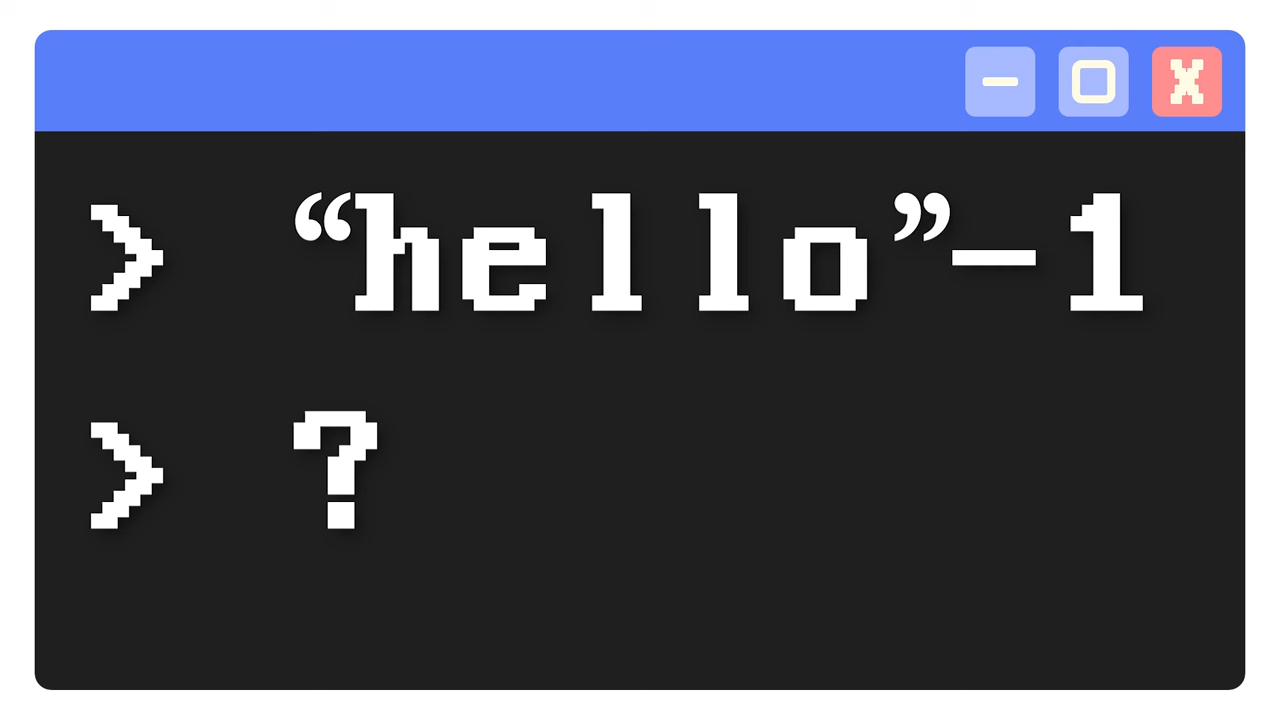 > “hello”-1
> ?